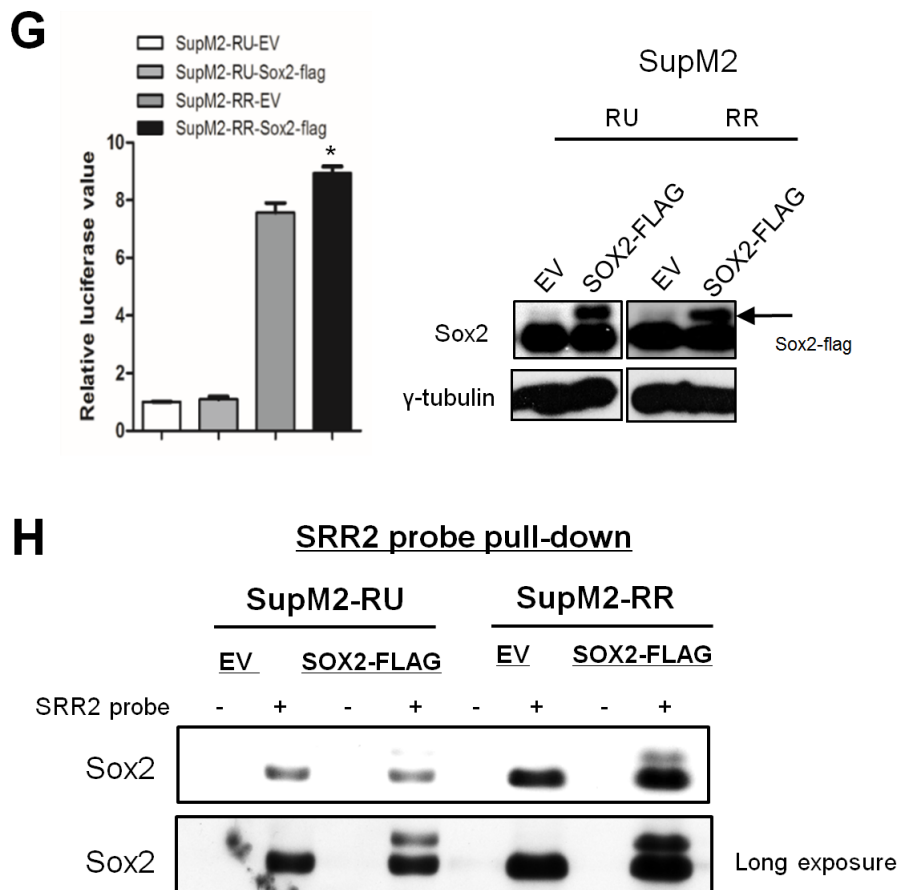 G
SupM2-RU-EV
SupM2-RU-Sox2-flag
SupM2-RR-EV
SupM2-RR-Sox2-flag
Relative luciferase value
10
8
6
4
2
0
*
SupM2
RU RR
EV SOX2-FLAG EV SOX2-FLAG
Sox2
Sox2-flag
γ-tubulin
H
SRR2 probe pull-down
SupM2-RU SupM2-RR
EV SOX2-FLAG EV SOX2-FLAG
SRR2 probe - + - + - + - +
Sox2
Sox2 Long exposure